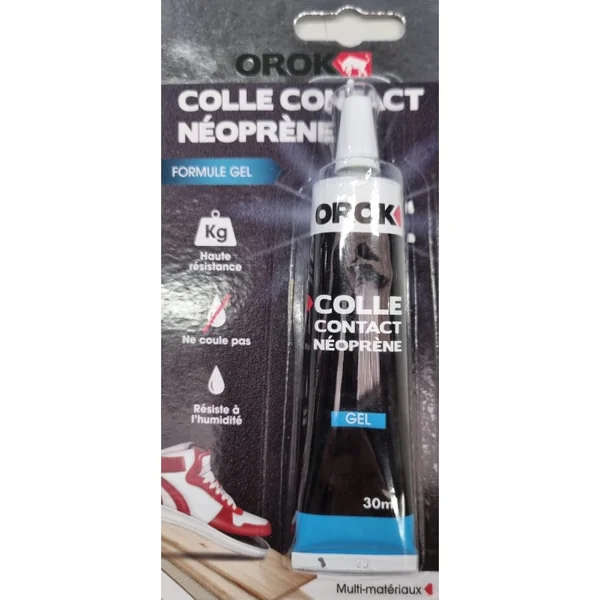 OROK
COLLE CONTACT
NÉOPRÈNE
FORMULE GEL
Kg
Haute
résistance
Ne coule pas
Résiste à
l'humidité
OROK
COLLE
CONTACT
NÉOPRÈNE
GEL
30m
Multi-matériaux